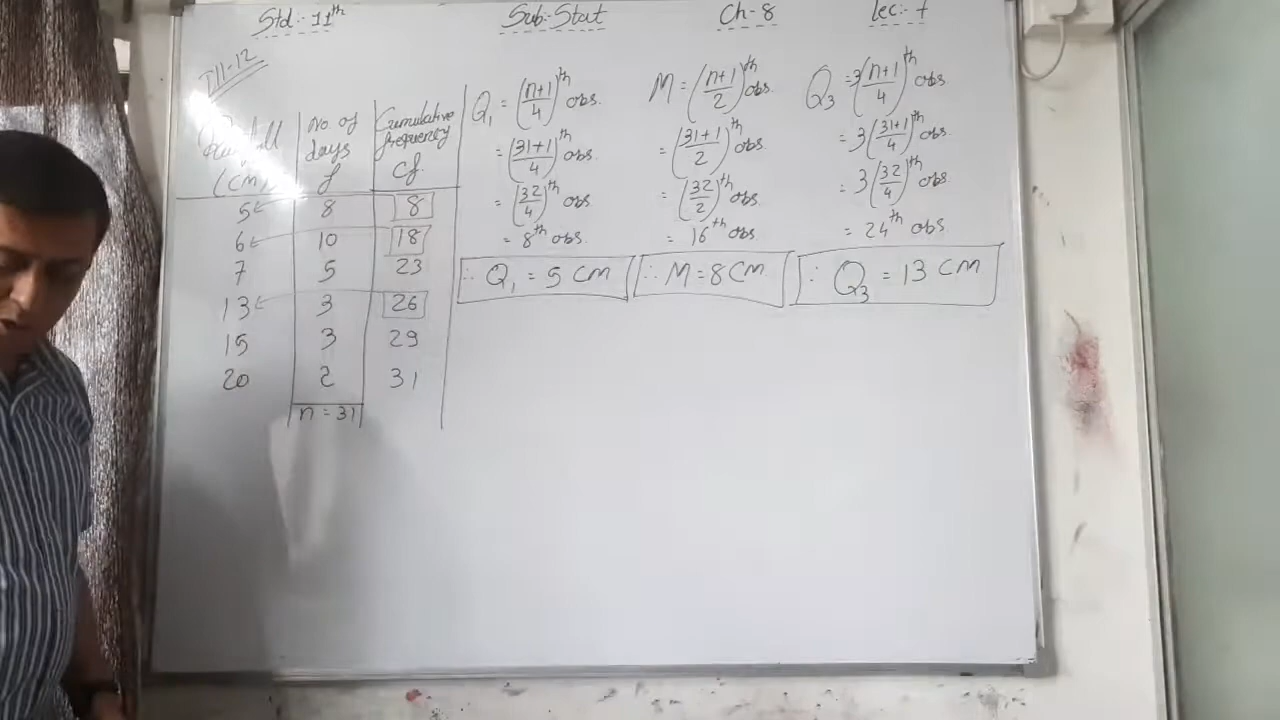 Std :- 11th Sub:- Stat Ch-8 Lec:- 7
Ill-12
Rainfall (cm) | No of days f | Cumulative frequency cf
5 | 8 | 8
6 | 10 | 18
7 | 5 | 23
13 | 3 | 26
15 | 3 | 29
20 | 2 | 31
n = 31
Q₁ = (n+1/4)th obs.
= (31+1/4)th obs.
= (32/4)th obs
= 8th obs.
∴ Q₁ = 5 cm
M = (n+1/2)th obs.
= (31+1/2)th obs.
= (32/2)th obs.
= 16th obs
∴ M = 8 cm
Q₃ = 3(n+1/4)th obs
= 3(31+1/4)th obs
= 3(32/4)th obs
= 24th obs
∴ Q₃ = 13 cm